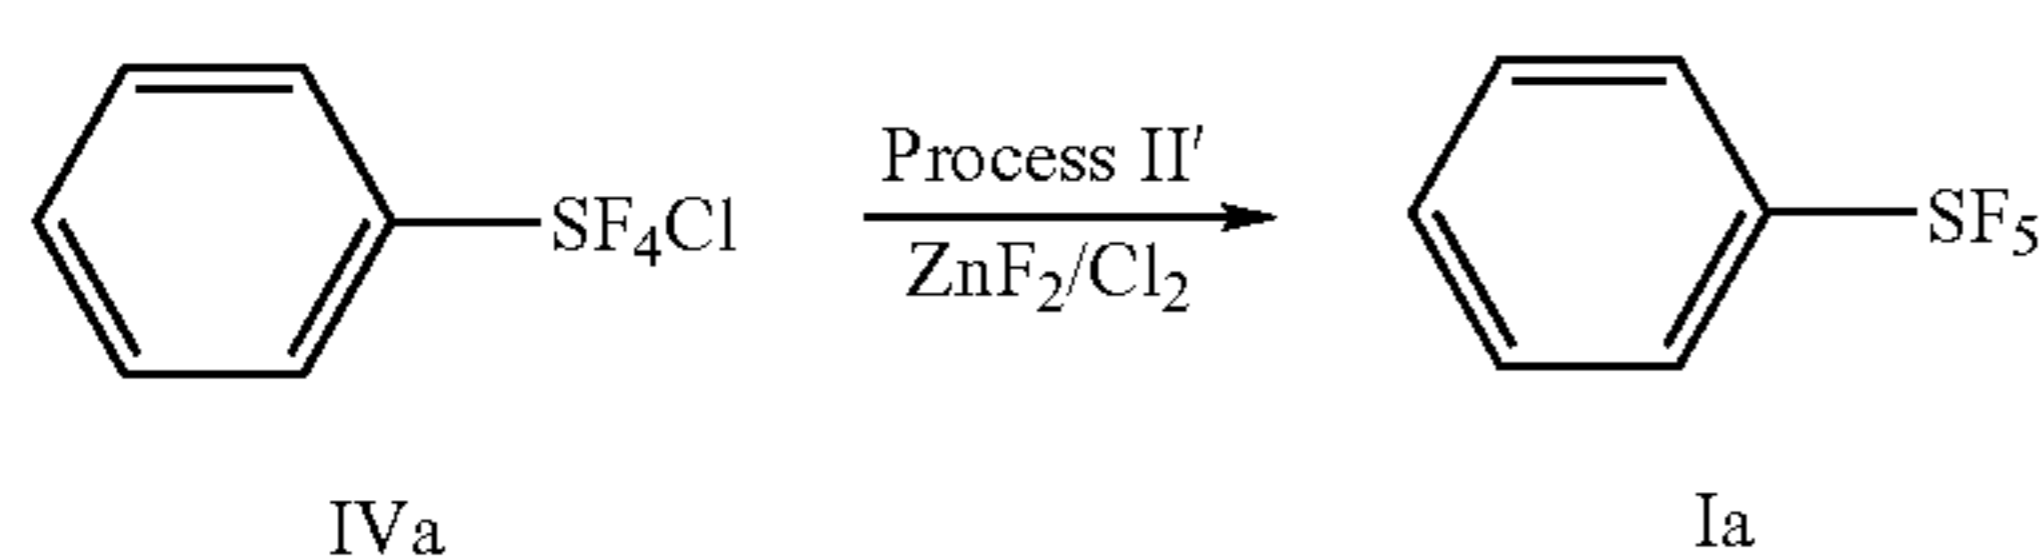 Process II′
SF₄Cl
SF₅
ZnF₂/Cl₂
IVa
Ia